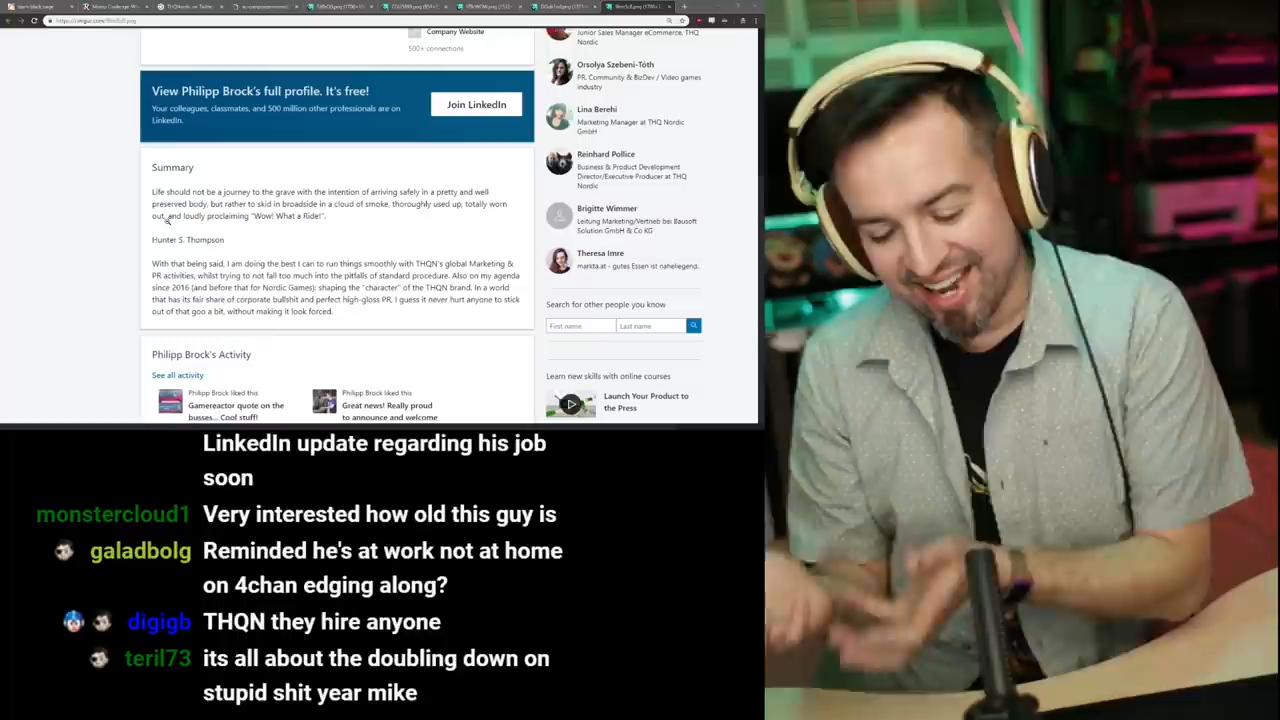 https://imgur.com/9Im5cIl.png
Company Website
500+ connections
View Philipp Brock's full profile. It's free!
Your colleagues, classmates, and 500 million other professionals are on
LinkedIn.
Join LinkedIn
Summary
Life should not be a journey to the grave with the intention of arriving safely in a pretty and well
preserved body, but rather to skid in broadside in a cloud of smoke, thoroughly used up, totally worn
out, and loudly proclaiming "Wow! What a Ride!".
Hunter S. Thompson
With that being said, I am doing the best I can to run things smoothly with THQN's global Marketing &
PR activities, whilst trying to not fall too much into the pitfalls of standard procedure. Also on my agenda
since 2016 (and before that for Nordic Games): shaping the "character" of the THQN brand. In a world
that has its fair share of corporate bullshit and perfect high-gloss PR, I guess it never hurt anyone to stick
out of that goo a bit, without making it look forced.
Philipp Brock's Activity
See all activity
Philipp Brock liked this
Gamereactor quote on the
busses... Cool stuff!
Philipp Brock liked this
Great news! Really proud
to announce and welcome
Junior Sales Manager eCommerce, THQ
Nordic
Orsolya Szebeni-Tóth
PR, Community & BizDev / Video games
industry
Lina Berehi
Marketing Manager at THQ Nordic
GmbH
Reinhard Pollice
Business & Product Development
Director/Executive Producer at THQ
Nordic
Brigitte Wimmer
Leitung Marketing/Vertrieb bei Bausoft
Solution GmbH & Co KG
Theresa Imre
markta.at - gutes Essen ist naheliegend.
Search for other people you know
First name
Last name
Learn new skills with online courses
Launch Your Product to
the Press
LinkedIn update regarding his job
soon
monstercloud1 Very interested how old this guy is
galadbolg Reminded he's at work not at home
on 4chan edging along?
digigb THQN they hire anyone
teril73 its all about the doubling down on
stupid shit year mike